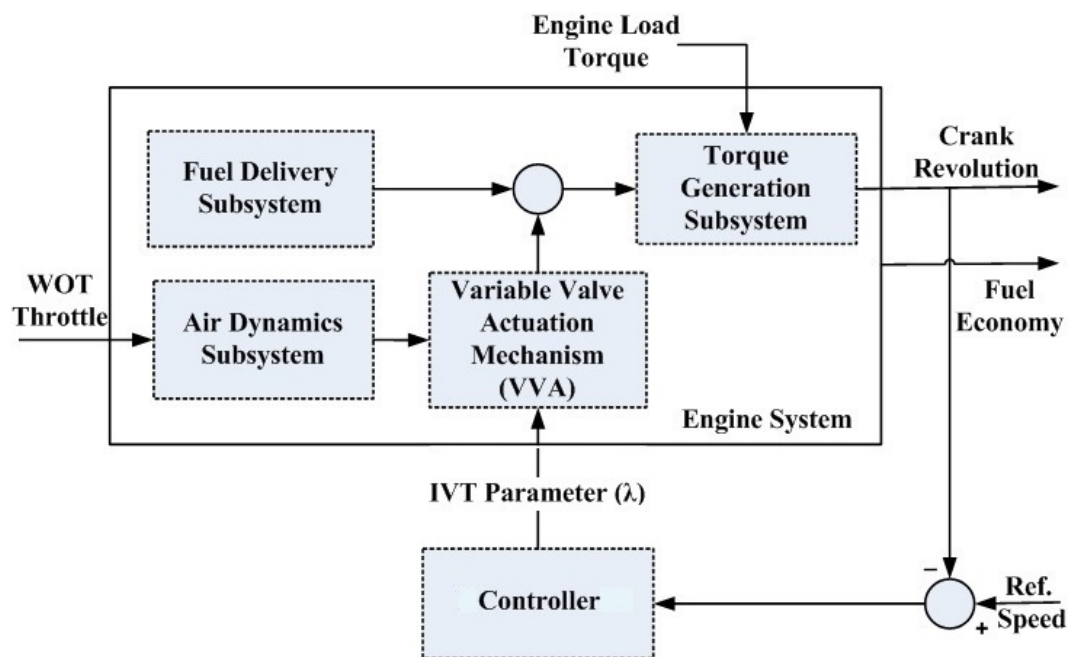 Engine Load
Torque
Fuel Delivery
Subsystem
Torque
Generation
Subsystem
Crank
Revolution
WOT
Throttle
Air Dynamics
Subsystem
Variable Valve
Actuation
Mechanism
(VVA)
Fuel
Economy
Engine System
IVT Parameter (λ)
Controller
−
+
Ref.
Speed